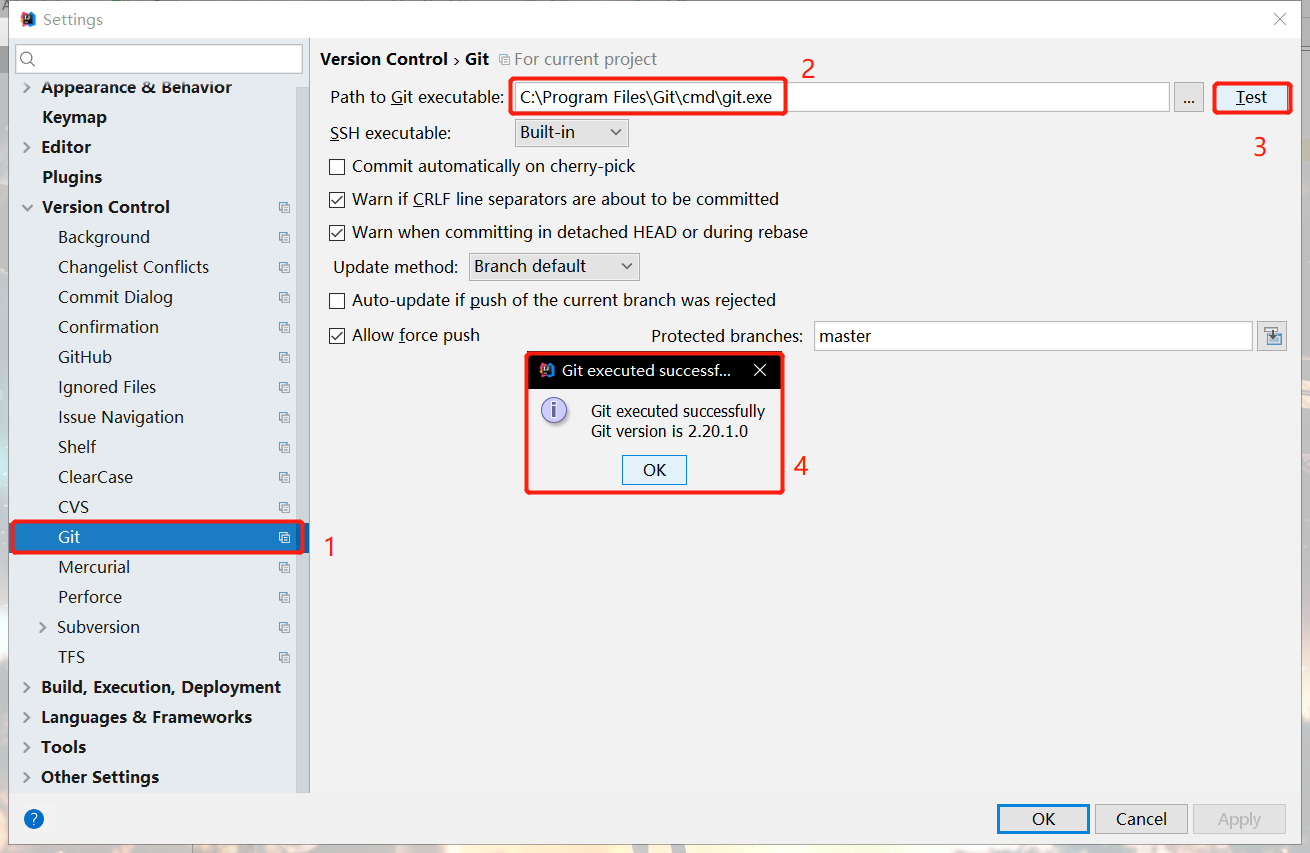 Settings
Version Control › Git For current project
2
Appearance & Behavior
Keymap
Editor
Plugins
Version Control
Background
Changelist Conflicts
Commit Dialog
Confirmation
GitHub
Ignored Files
Issue Navigation
Shelf
ClearCase
CVS
Git
1
Mercurial
Perforce
Subversion
TFS
Build, Execution, Deployment
Languages & Frameworks
Tools
Other Settings
Path to Git executable: C:\Program Files\Git\cmd\git.exe ... Test
3
SSH executable: Built-in
Commit automatically on cherry-pick
Warn if CRLF line separators are about to be committed
Warn when committing in detached HEAD or during rebase
Update method: Branch default
Auto-update if push of the current branch was rejected
Allow force push Protected branches: master
Git executed successf...
Git executed successfully
Git version is 2.20.1.0
OK
4
? OK Cancel Apply